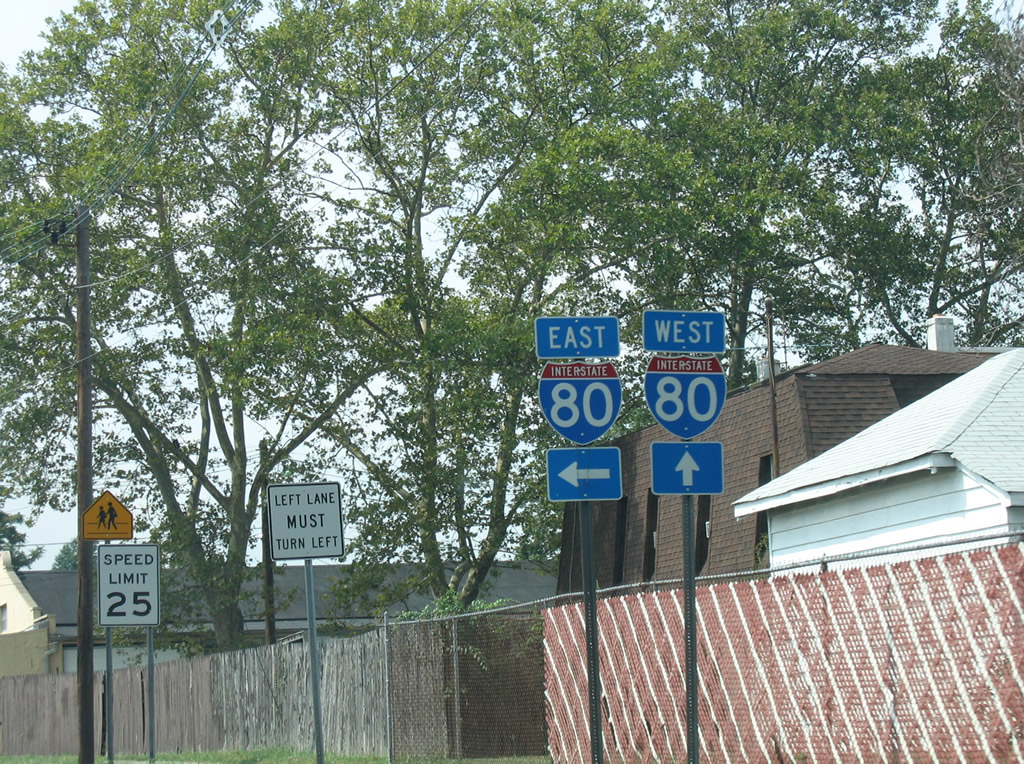 SPEED
LIMIT
25
LEFT LANE
MUST
TURN LEFT
EAST
INTERSTATE
80
WEST
INTERSTATE
80